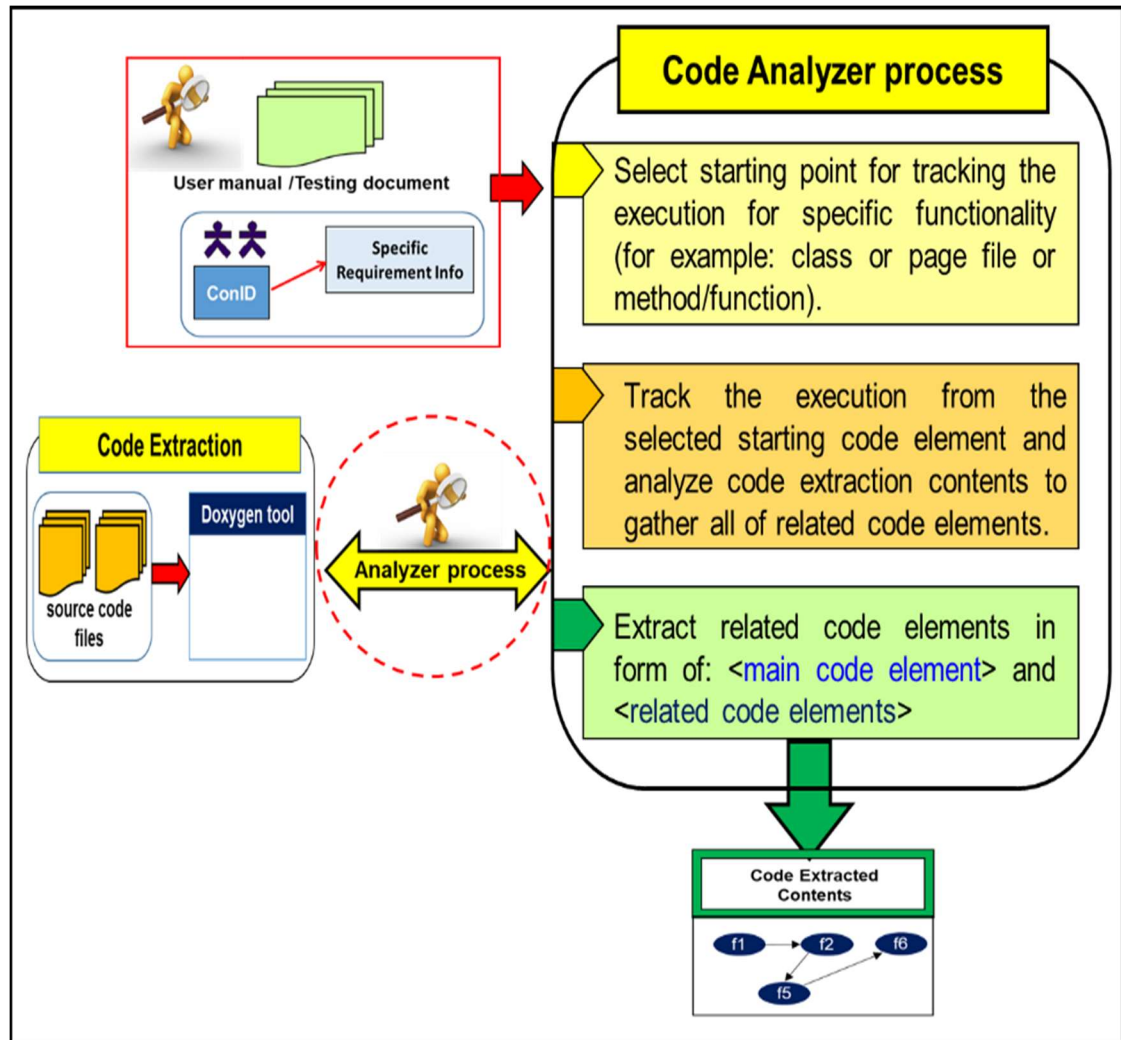 Code Analyzer process
User manual /Testing document
ConID
Specific
Requirement Info
Select starting point for tracking the
execution for specific functionality
(for example: class or page file or
method/function).
Track the execution from the
selected starting code element and
analyze code extraction contents to
gather all of related code elements.
Code Extraction
source code
files
Doxygen tool
Analyzer process
Extract related code elements in
form of: <main code element> and
<related code elements>
Code Extracted
Contents
f1
f2
f6
f5